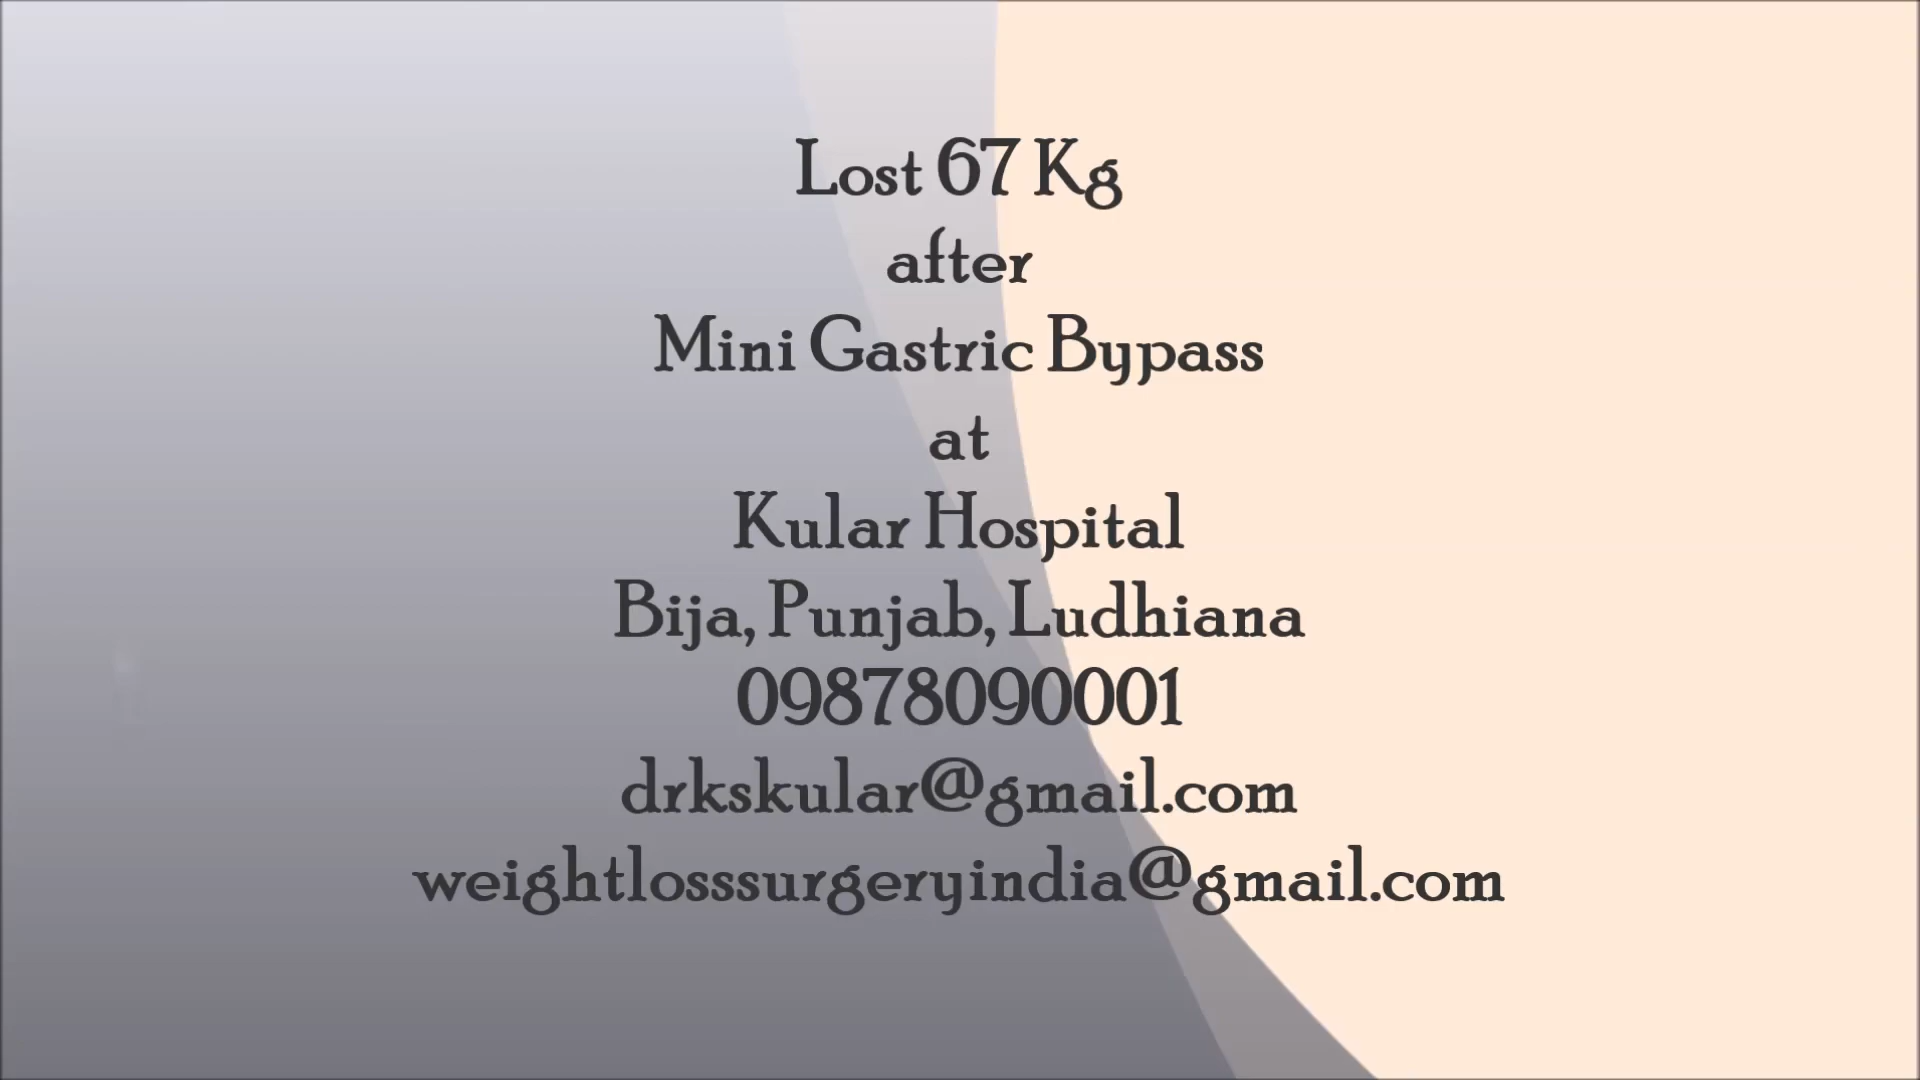 Lost 67 Kg
after
Mini Gastric Bypass
at
Kular Hospital
Bija, Punjab, Ludhiana
09878090001
drkskular@gmail.com
weightlosssurgeryindia@gmail.com